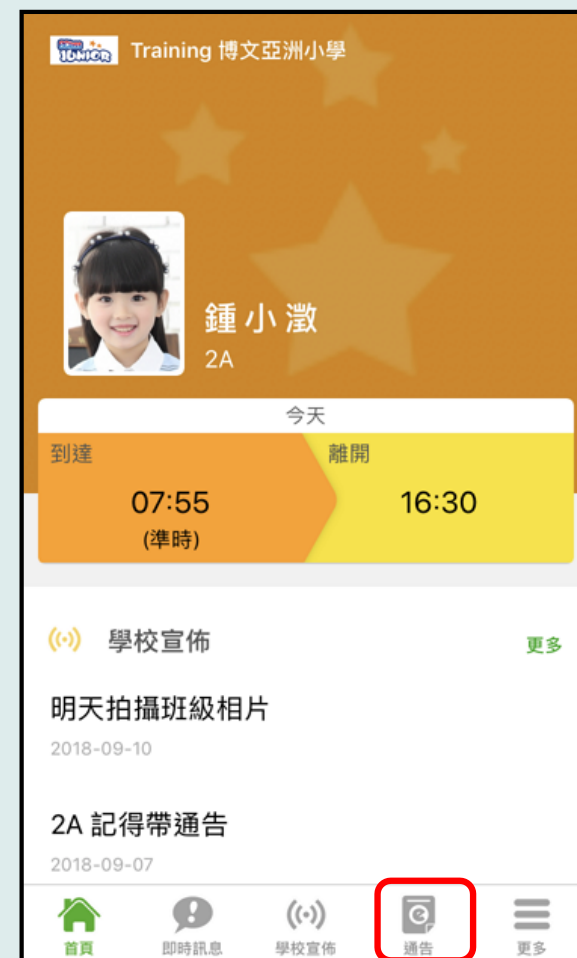 JUNIOR Training 博文亞洲小學
鍾小澂
2A
今天
到達 離開
07:55 16:30
(準時)
學校宣佈 更多
明天拍攝班級相片
2018-09-10
2A 記得帶通告
2018-09-07
首頁 即時訊息 學校宣佈 通告 更多